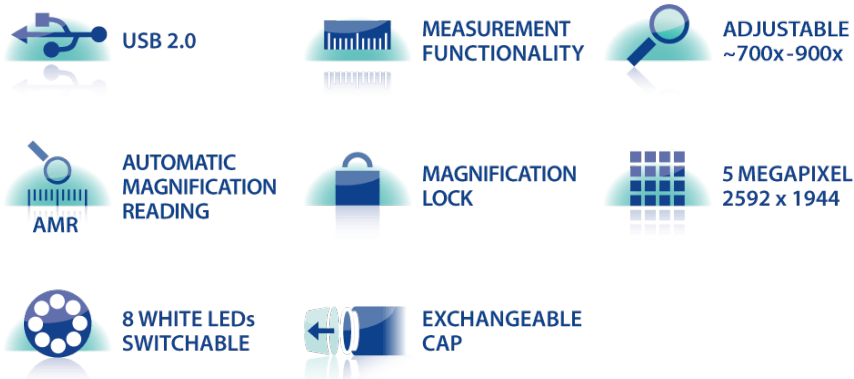 USB 2.0
MEASUREMENT
FUNCTIONALITY
ADJUSTABLE
~700x-900x
AUTOMATIC
MAGNIFICATION
READING
AMR
MAGNIFICATION
LOCK
5 MEGAPIXEL
2592 x 1944
8 WHITE LEDs
SWITCHABLE
EXCHANGEABLE
CAP